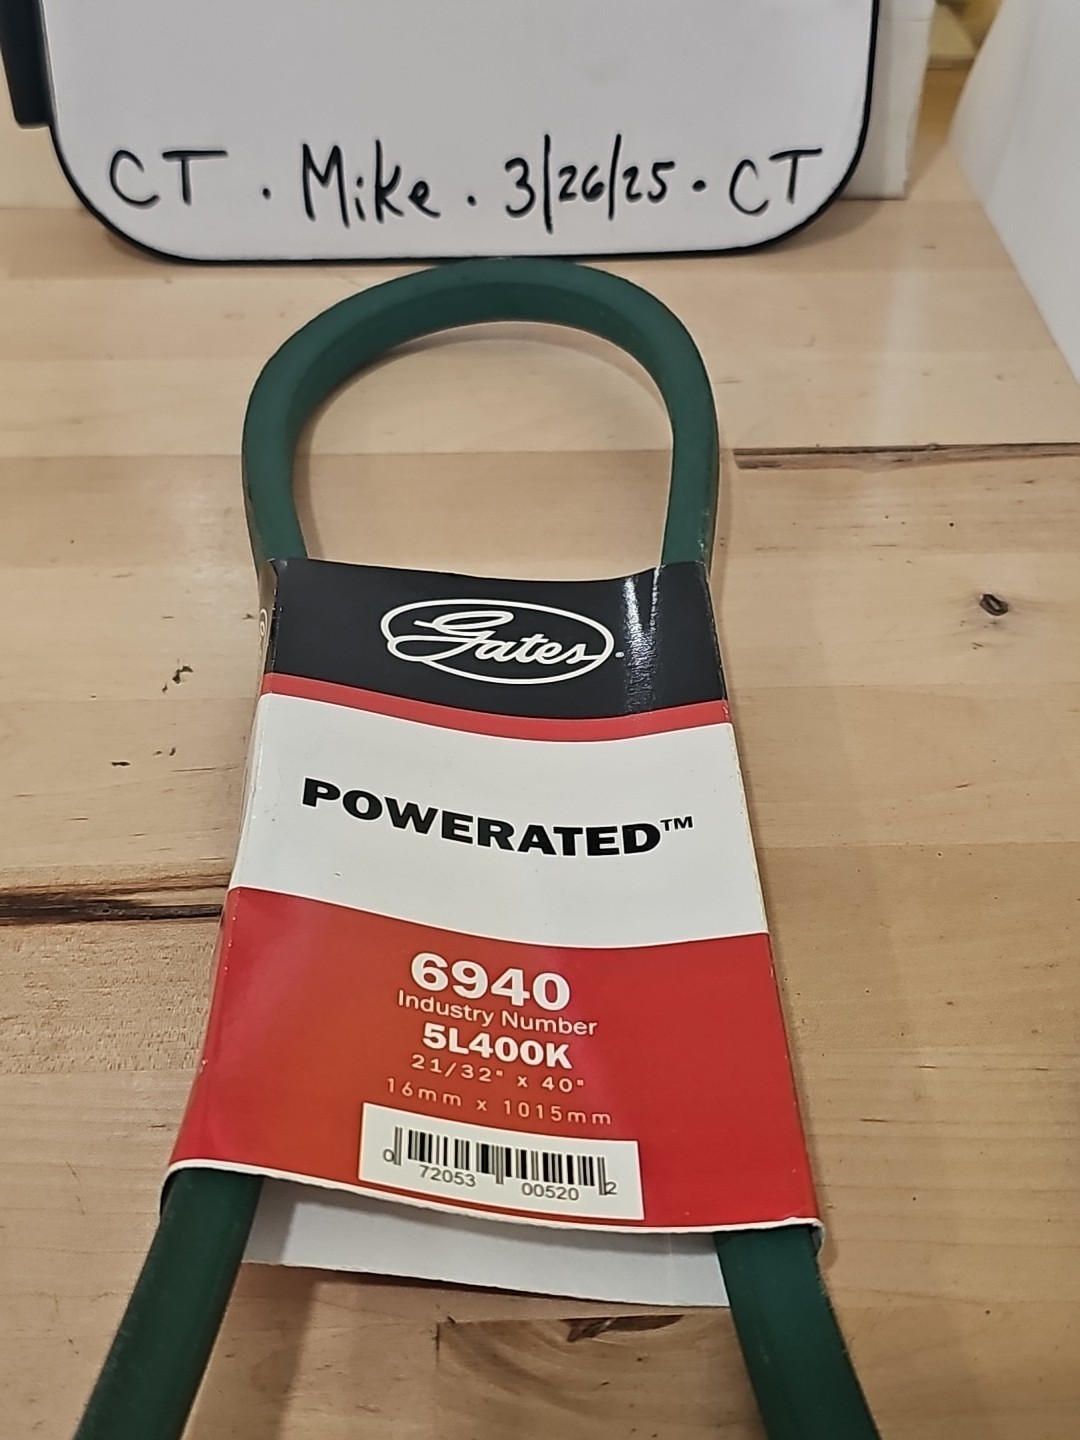 CT . Mike . 3/26/25 . CT
Gates®
POWERATED™
6940
Industry Number
5L400K
21/32" x 40"
16mm x 1015mm
0 72053 00520 2